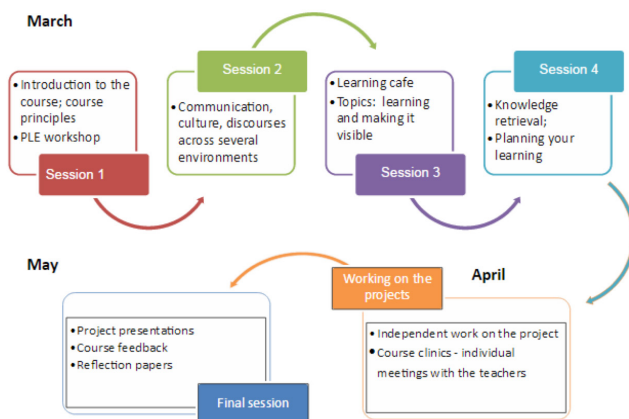 March
Session 1
• Introduction to the
course; course
principles
• PLE workshop
Session 2
• Communication,
culture, discourses
across several
environments
Session 3
• Learning cafe
• Topics: learning
and making it
visible
Session 4
• Knowledge
retrieval;
• Planning your
learning
April
Working on the
projects
• Independent work on the project
• Course clinics - individual
meetings with the teachers
May
• Project presentations
• Course feedback
• Reflection papers
Final session